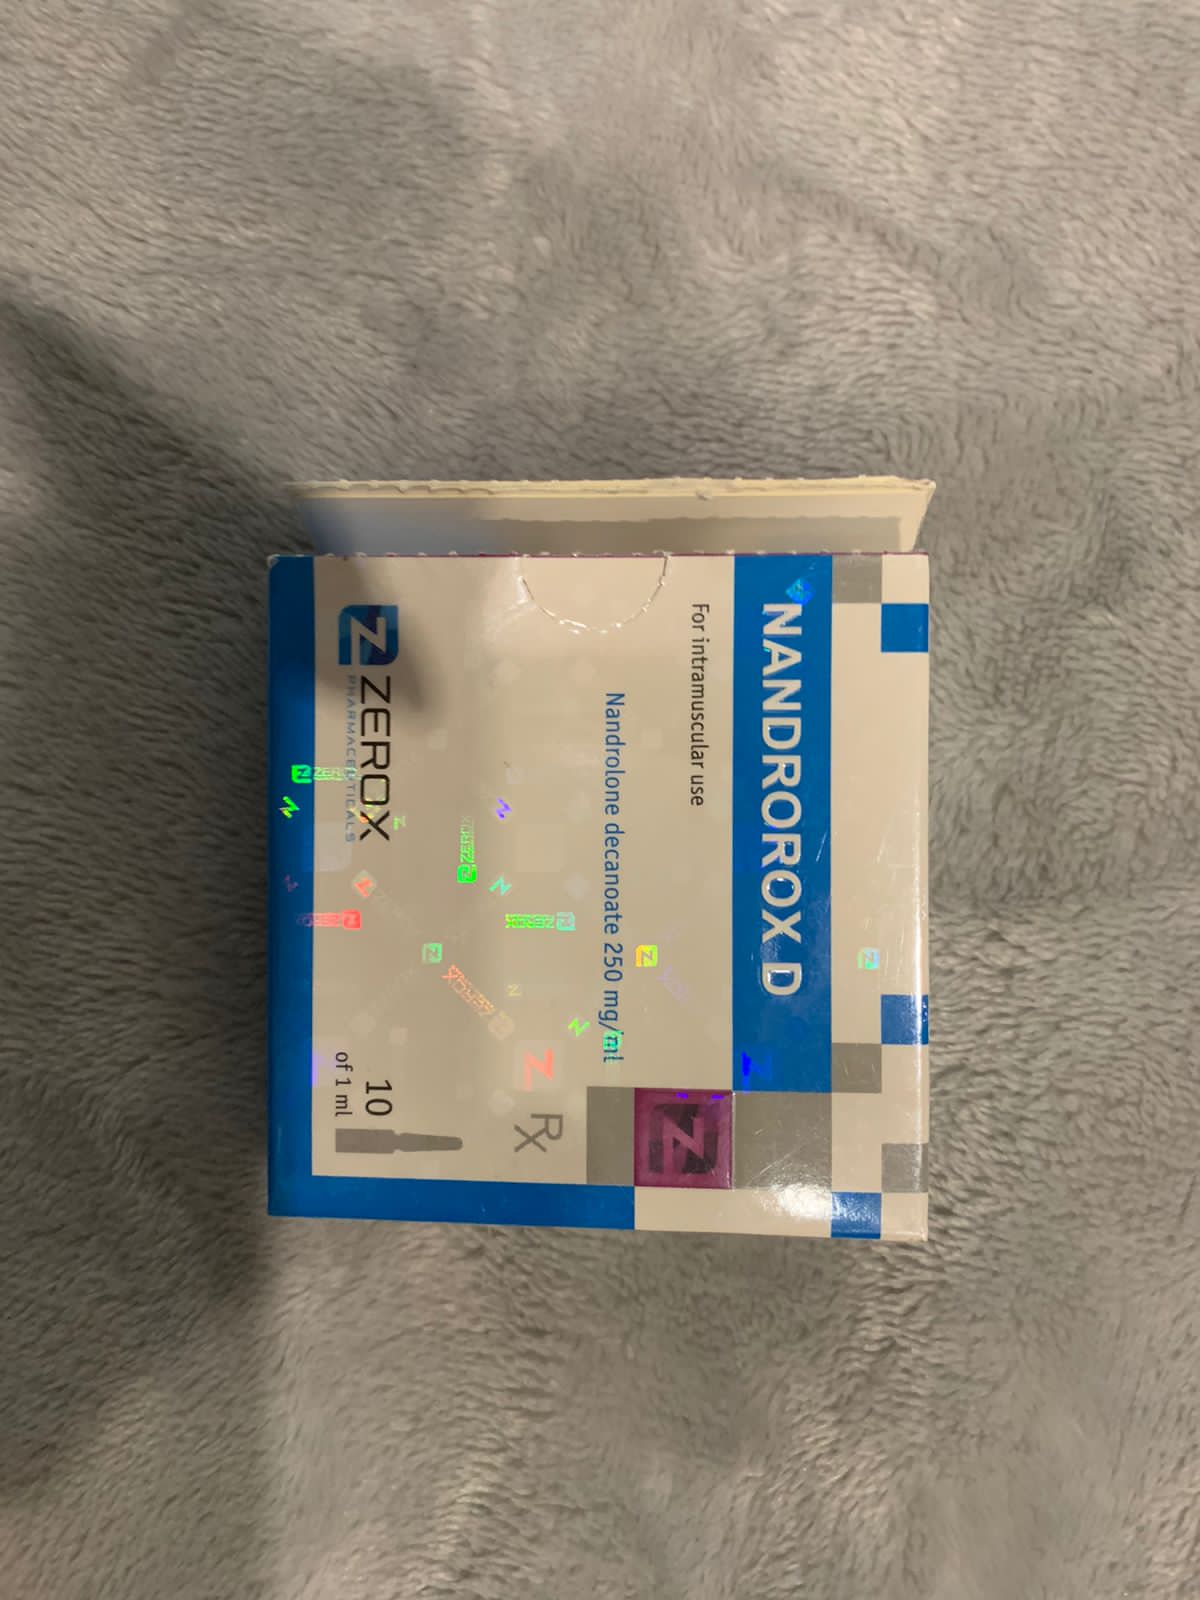 NANDROROX D
For intramuscular use
Nandrolone decanoate 250 mg/ml
Rx
Z ZEROX
PHARMACEUTICALS
10
of 1 ml